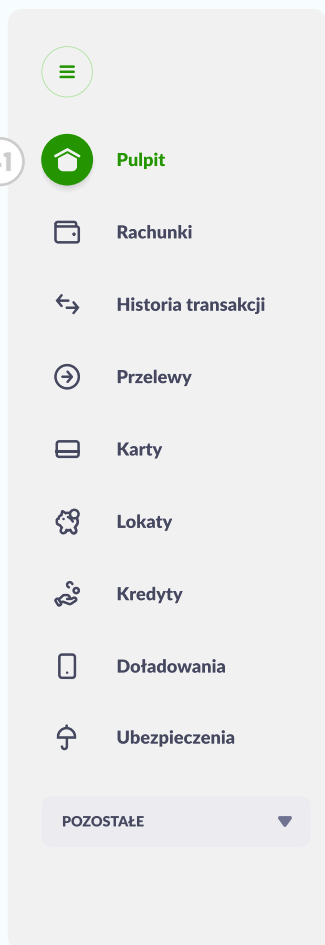 Pulpit
Rachunki
Historia transakcji
Przelewy
Karty
Lokaty
Kredyty
Doładowania
Ubezpieczenia
POZOSTAŁE